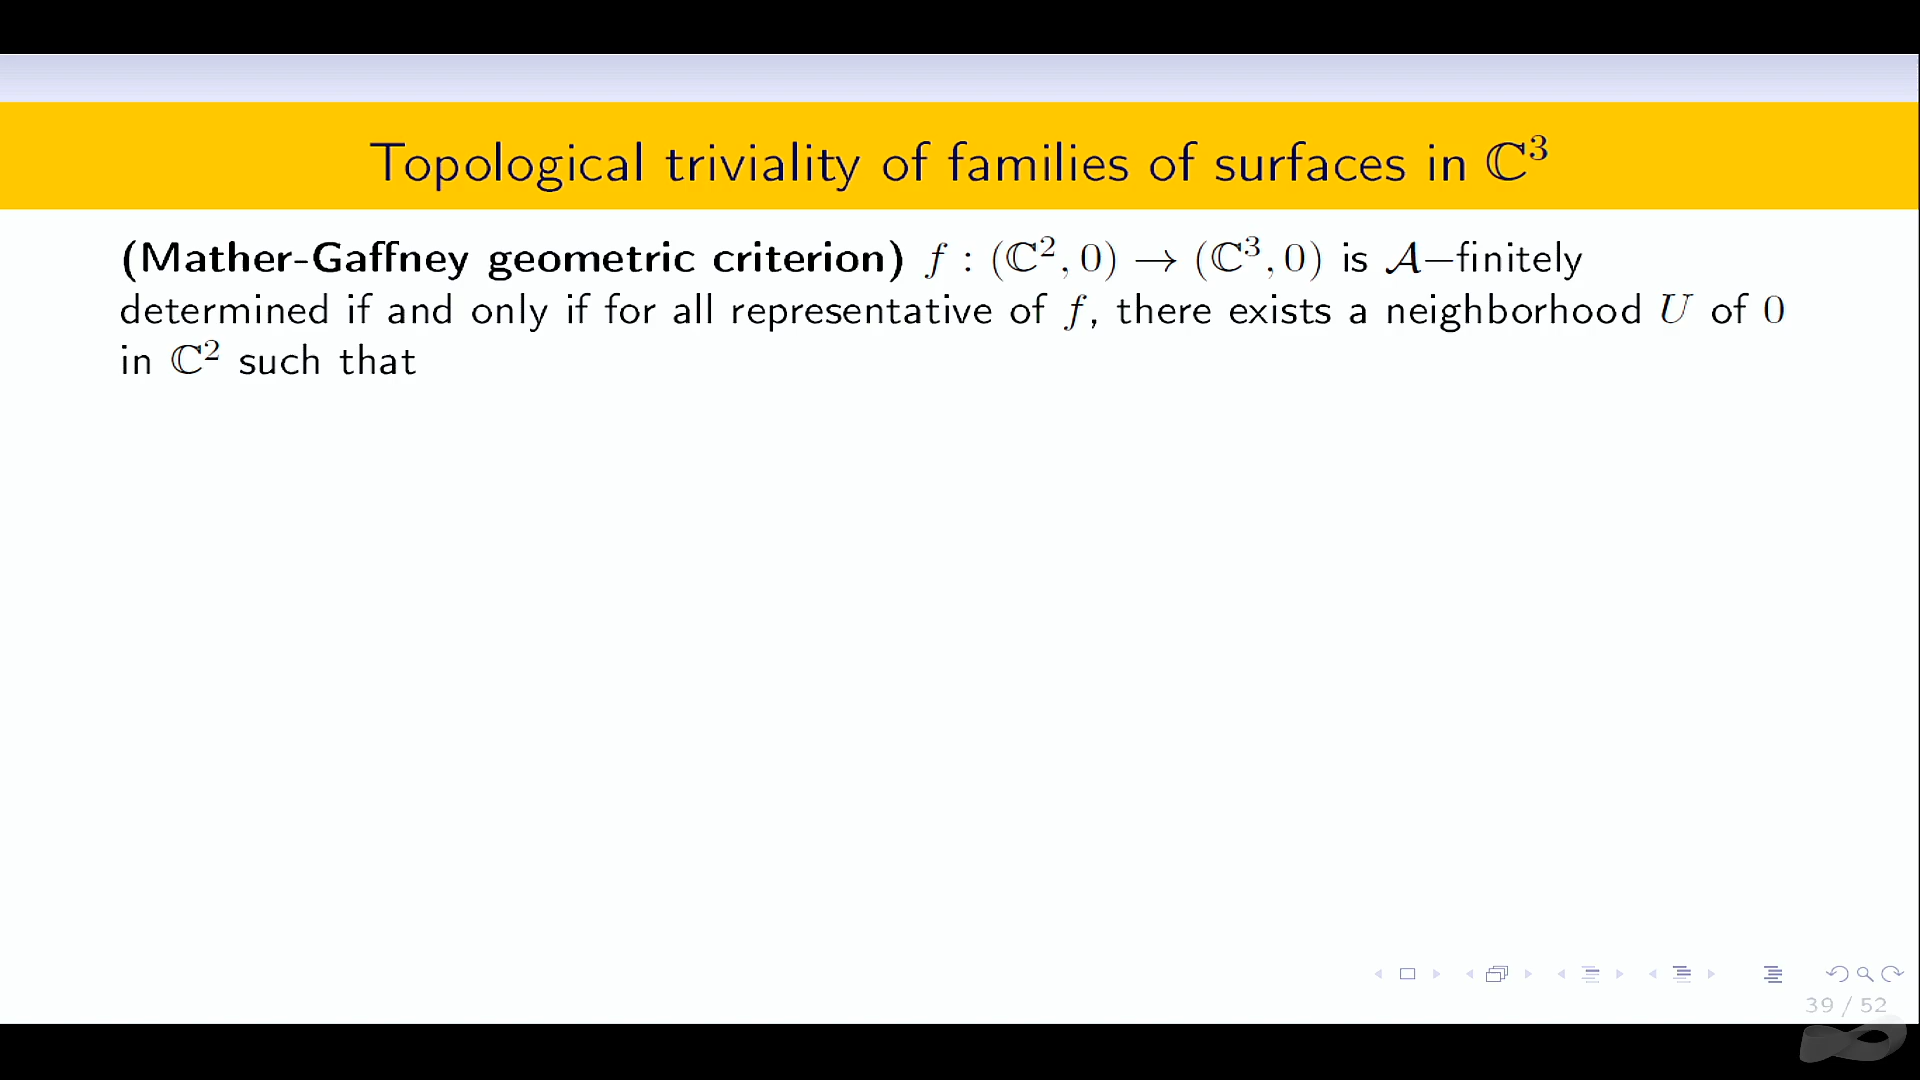 Topological triviality of families of surfaces in ℂ³
(Mather-Gaffney geometric criterion) f : (ℂ², 0) → (ℂ³, 0) is 𝒜−finitely
determined if and only if for all representative of f, there exists a neighborhood U of 0
in ℂ² such that
39 / 52